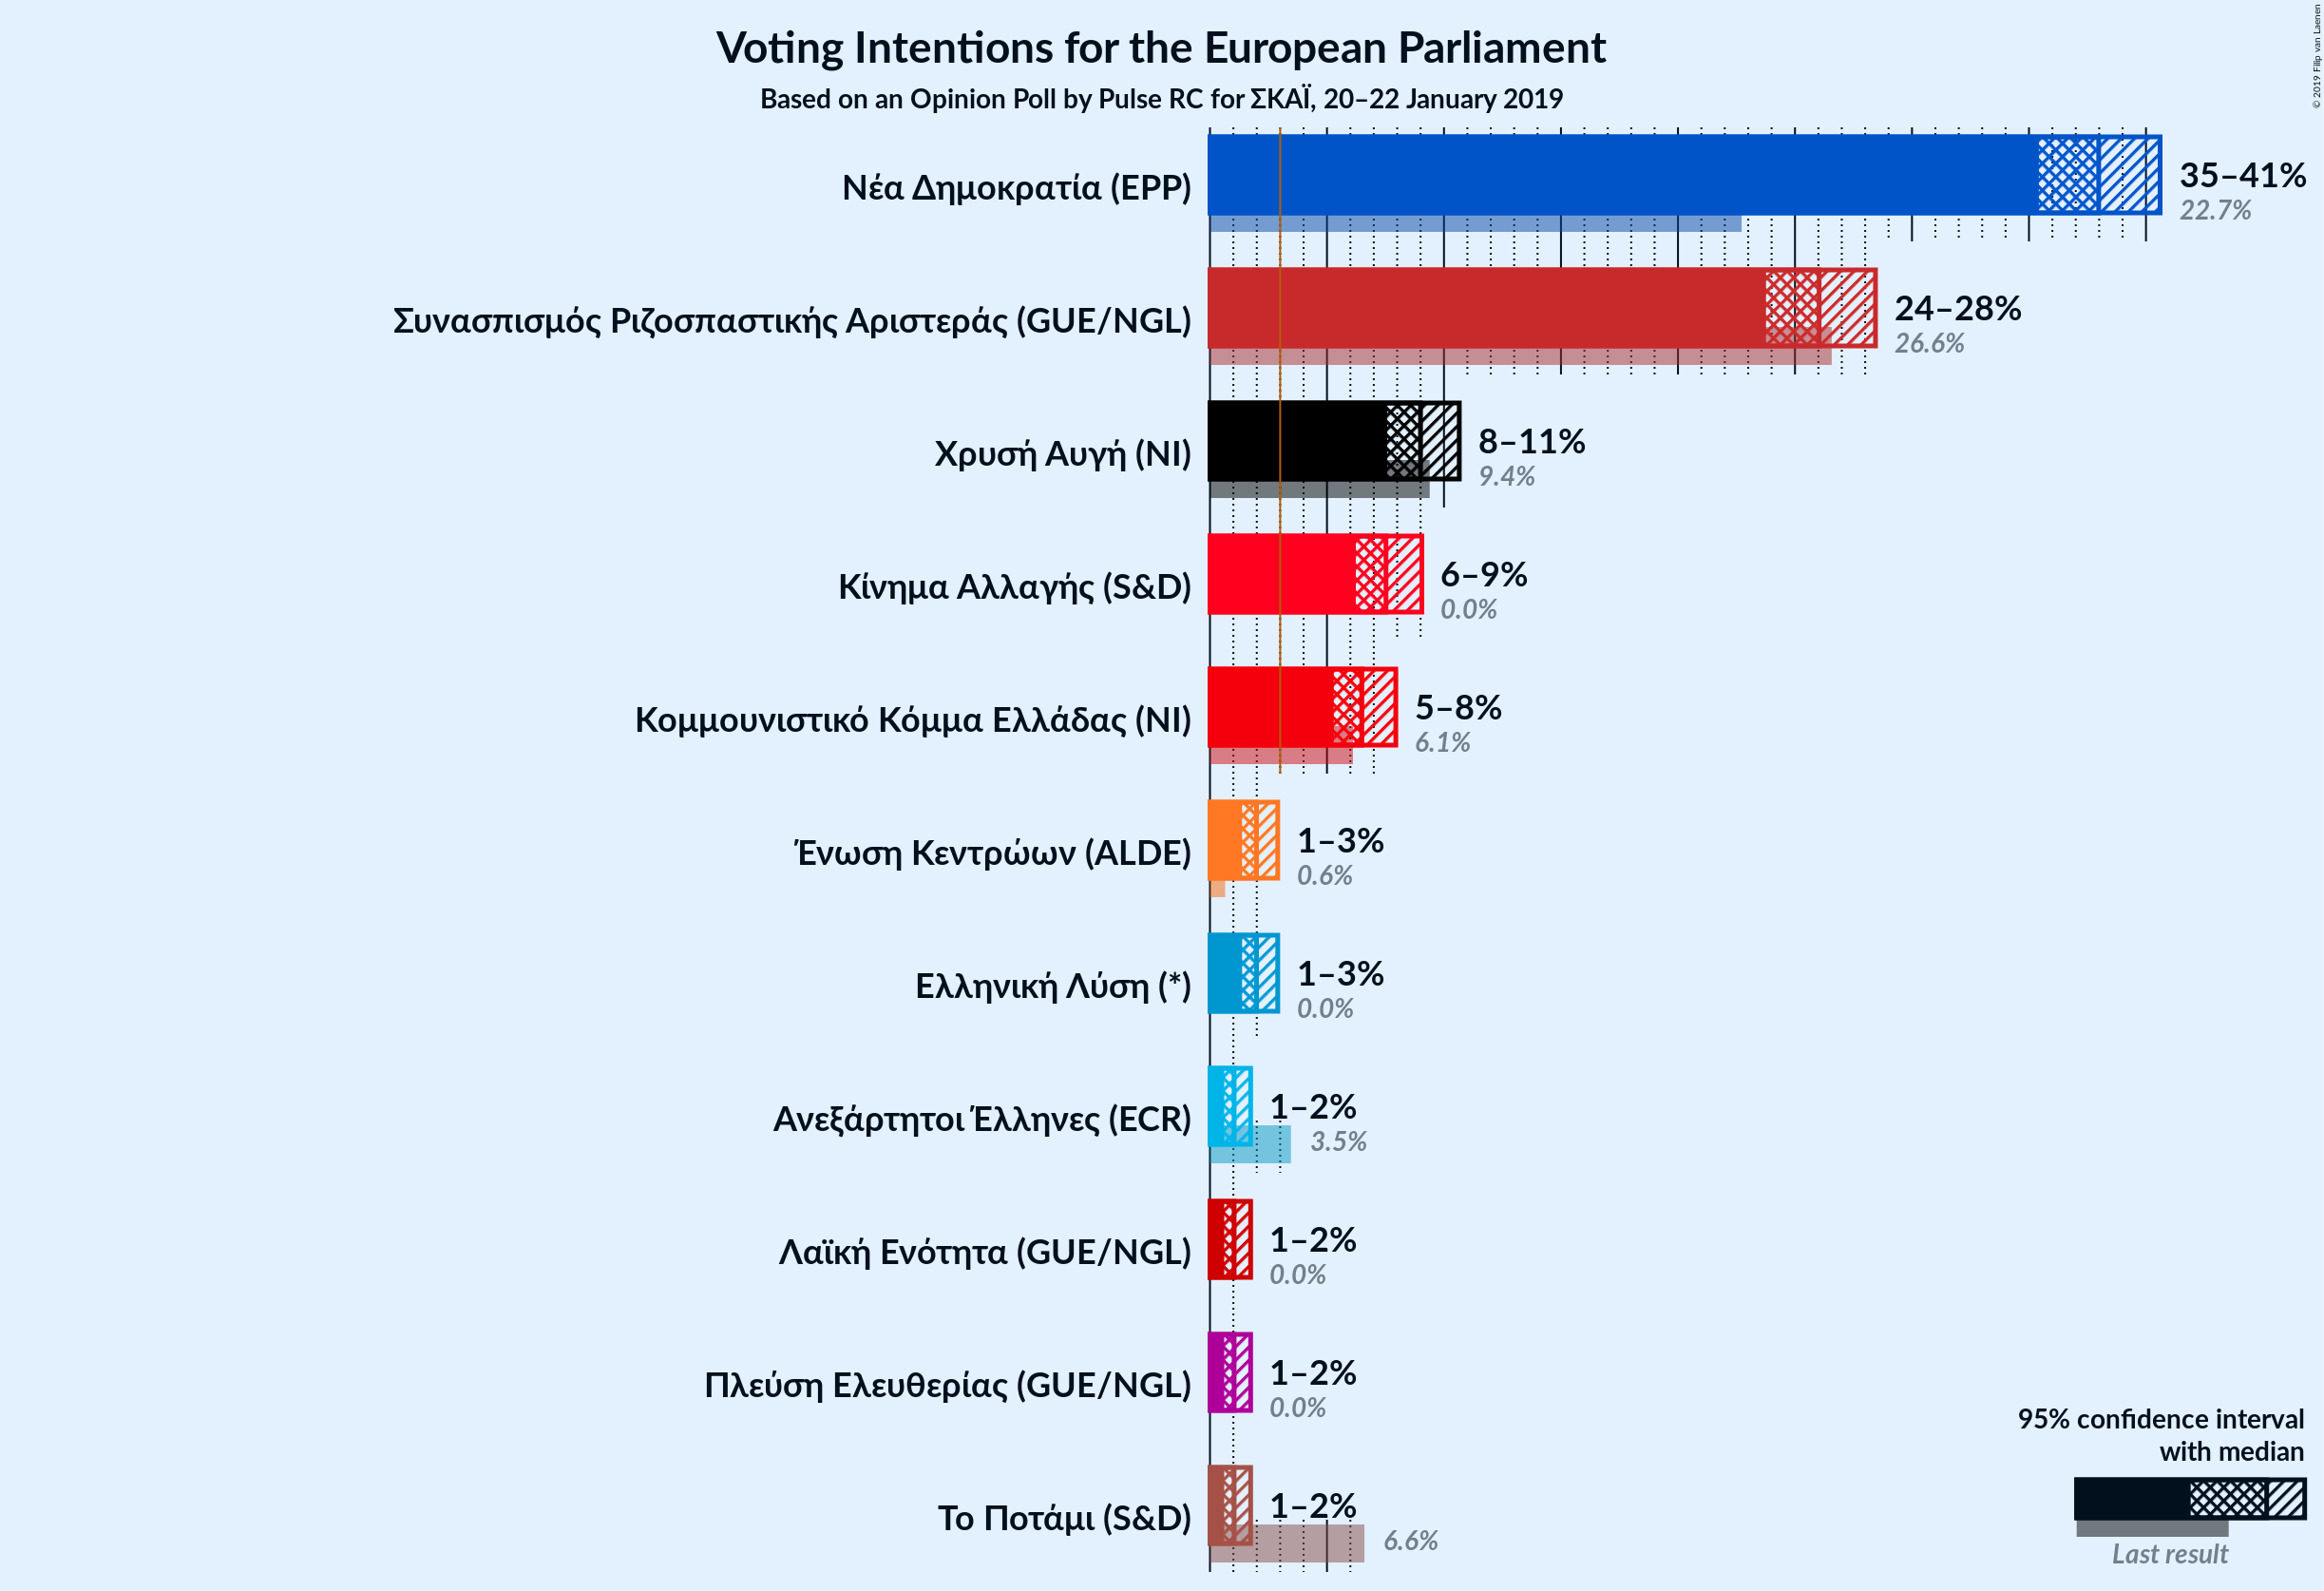 Voting Intentions for the European Parliament
Based on an Opinion Poll by Pulse RC for ΣΚΑΪ, 20–22 January 2019
© 2019 Filip van Laenen
Νέα Δημοκρατία (EPP)
35–41%
22.7%
Συνασπισμός Ριζοσπαστικής Αριστεράς (GUE/NGL)
24–28%
26.6%
Χρυσή Αυγή (NI)
8–11%
9.4%
Κίνημα Αλλαγής (S&D)
6–9%
0.0%
Κομμουνιστικό Κόμμα Ελλάδας (NI)
5–8%
6.1%
Ένωση Κεντρώων (ALDE)
1–3%
0.6%
Ελληνική Λύση (*)
1–3%
0.0%
Ανεξάρτητοι Έλληνες (ECR)
1–2%
3.5%
Λαϊκή Ενότητα (GUE/NGL)
1–2%
0.0%
Πλεύση Ελευθερίας (GUE/NGL)
1–2%
0.0%
Το Ποτάμι (S&D)
1–2%
6.6%
95% confidence interval
with median
Last result